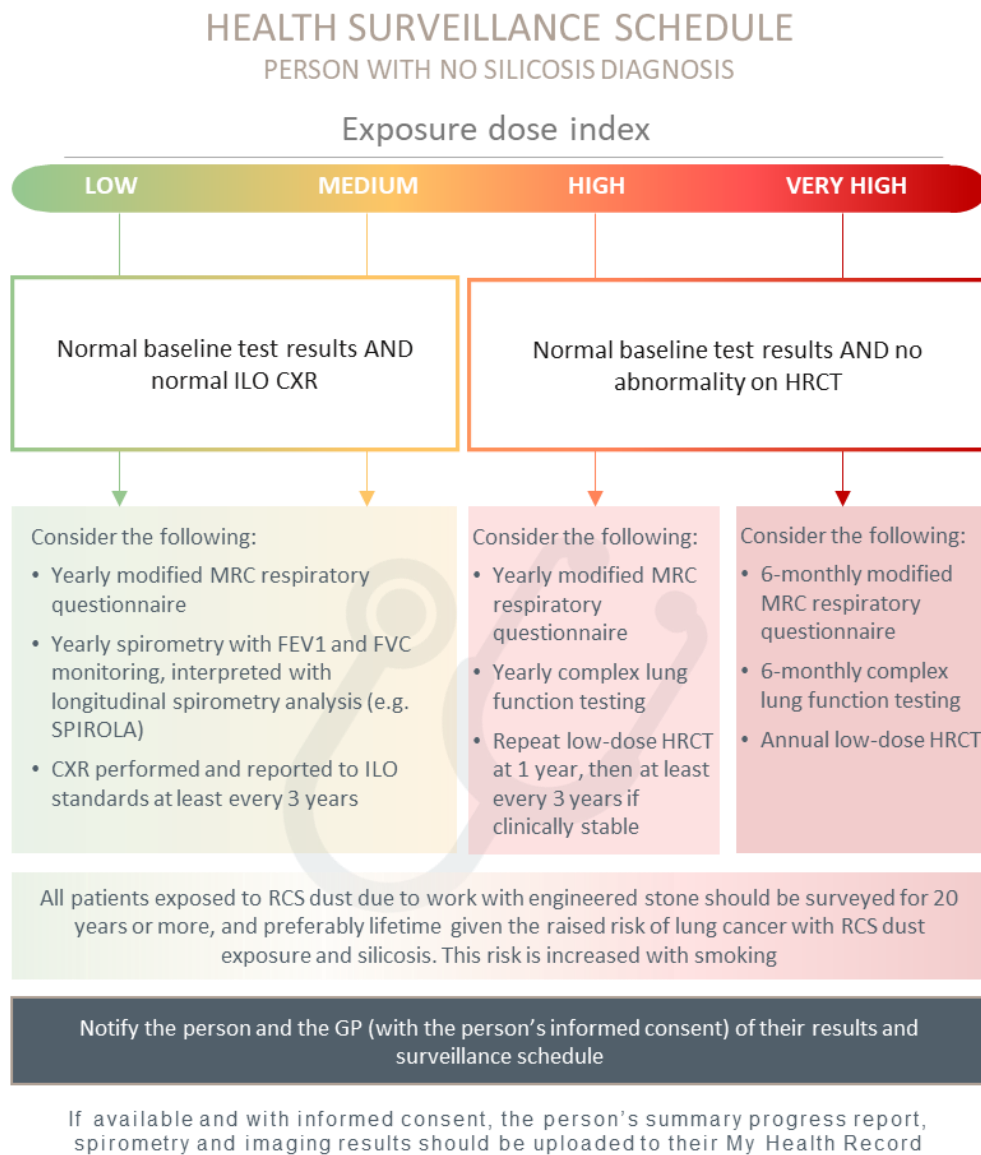 HEALTH SURVEILLANCE SCHEDULE
PERSON WITH NO SILICOSIS DIAGNOSIS
Exposure dose index
LOW
MEDIUM
HIGH
VERY HIGH
Normal baseline test results AND
normal ILO CXR
Normal baseline test results AND no
abnormality on HRCT
Consider the following:
• Yearly modified MRC respiratory
questionnaire
• Yearly spirometry with FEV1 and FVC
monitoring, interpreted with
longitudinal spirometry analysis (e.g.
SPIROLA)
• CXR performed and reported to ILO
standards at least every 3 years
Consider the following:
• Yearly modified MRC
respiratory
questionnaire
• Yearly complex lung
function testing
• Repeat low-dose HRCT
at 1 year, then at least
every 3 years if
clinically stable
Consider the following:
• 6-monthly modified
MRC respiratory
questionnaire
• 6-monthly complex
lung function testing
• Annual low-dose HRCT
All patients exposed to RCS dust due to work with engineered stone should be surveyed for 20
years or more, and preferably lifetime given the raised risk of lung cancer with RCS dust
exposure and silicosis. This risk is increased with smoking
Notify the person and the GP (with the person's informed consent) of their results and
surveillance schedule
If available and with informed consent, the person's summary progress report,
spirometry and imaging results should be uploaded to their My Health Record